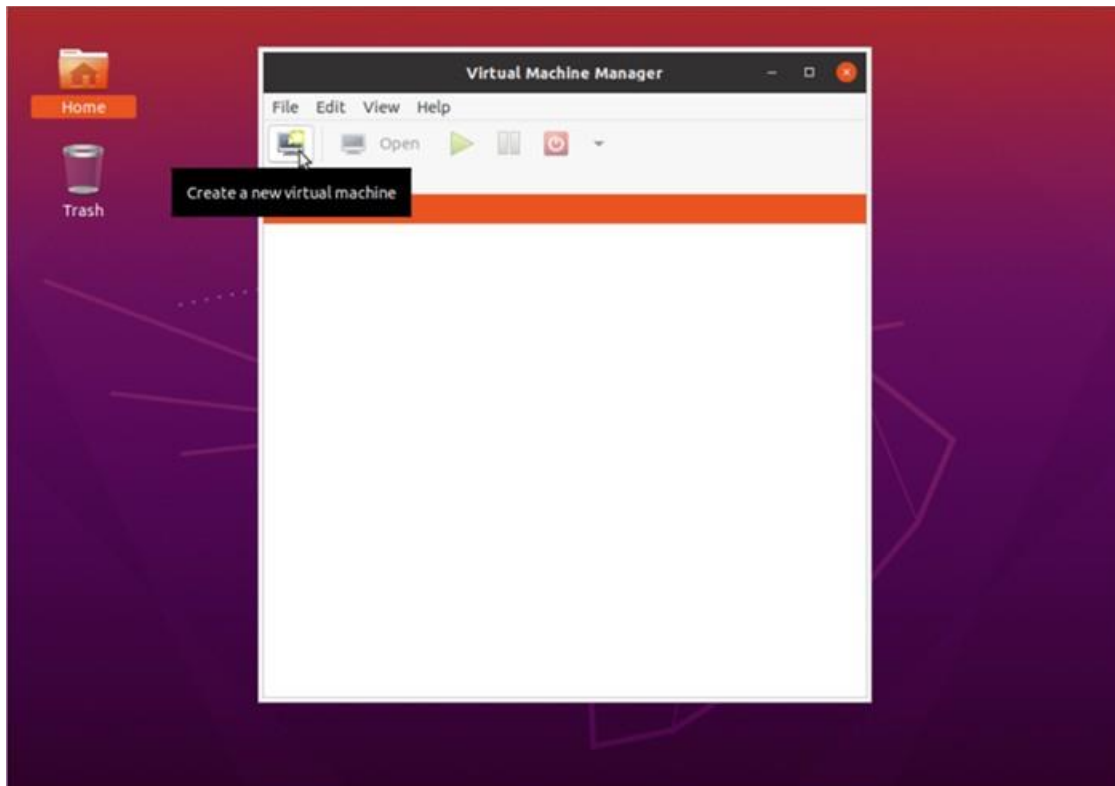 Virtual Machine Manager
Home
File Edit View Help
Open
Create a new virtual machine
Trash